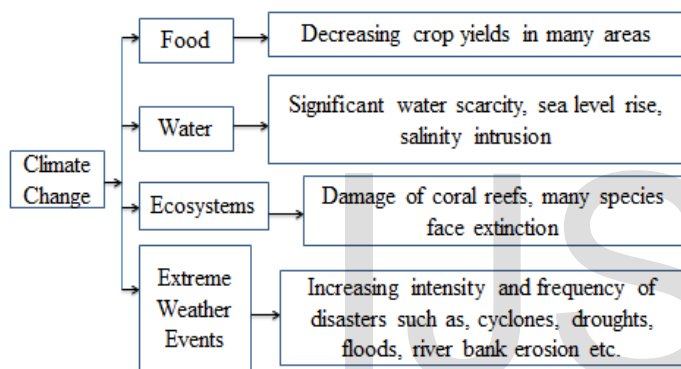 Food
Decreasing crop yields in many areas
Water
Significant water scarcity, sea level rise,
salinity intrusion
Climate
Change
Ecosystems
Damage of coral reefs, many species
face extinction
Extreme
Weather
Events
Increasing intensity and frequency of
disasters such as, cyclones, droughts,
floods, river bank erosion etc.